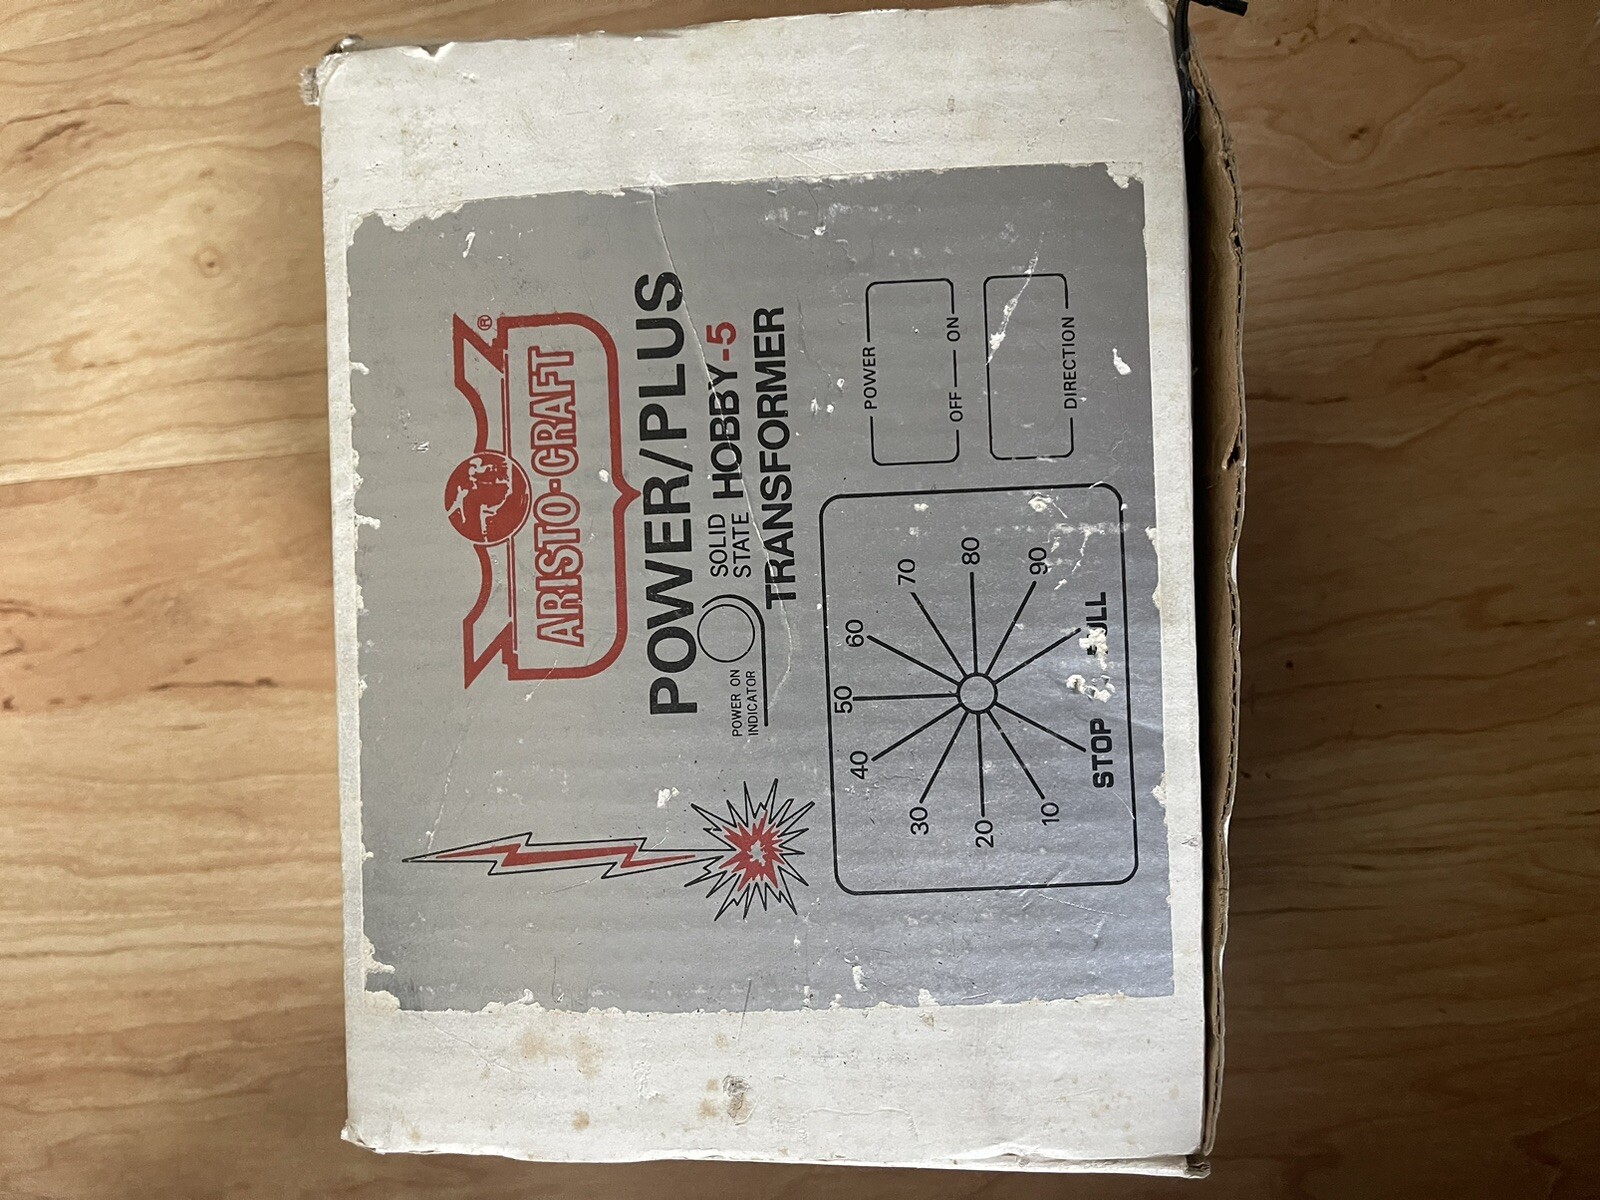 ARISTO-CRAFT ®
POWER/PLUS
POWER ON
INDICATOR
SOLID
STATE
HOBBY-5
TRANSFORMER
POWER
OFF
ON
DIRECTION
STOP
10
20
30
40
50
60
70
80
90
FULL